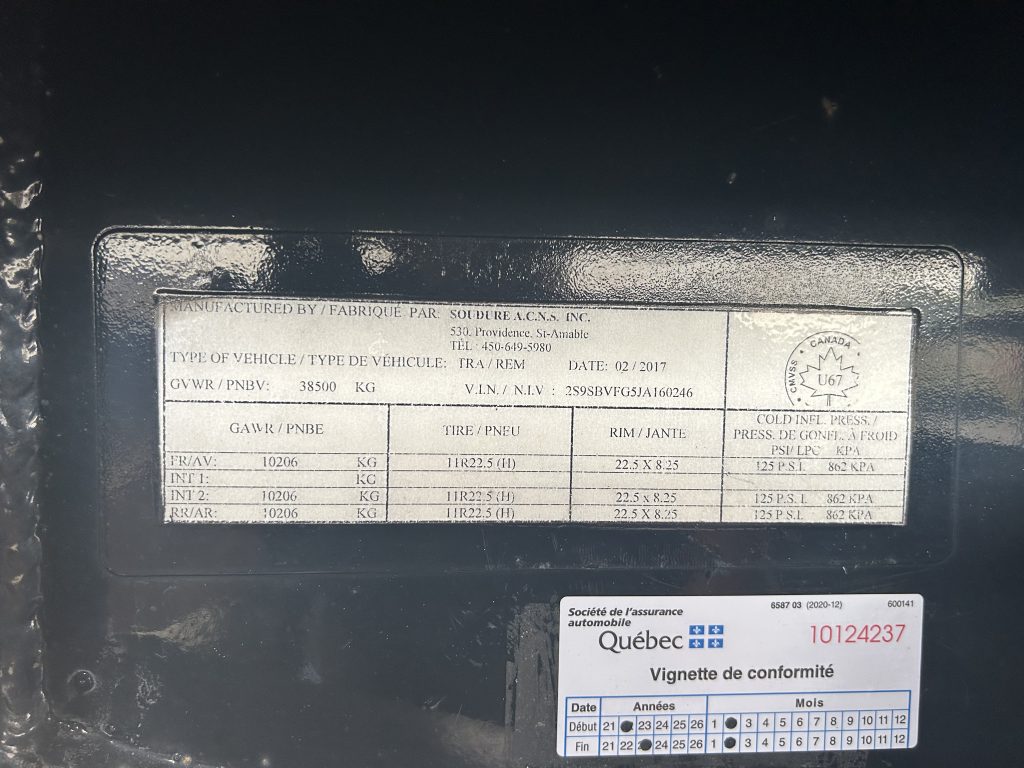 MANUFACTURED BY / FABRIQUÉ PAR: SOUDURE A.C.N.S. INC.
530, Providence, St-Amable
TÉL : 450-649-5980
TYPE OF VEHICLE / TYPE DE VÉHICULE: TRA / REM DATE: 02 / 2017
GVWR / PNBV: 38500 KG V.I.N. / N.I.V : 2S9SBVFG5JA160246
CANADA
CMVSS
U67
GAWR / PNBE TIRE / PNEU RIM / JANTE COLD INFL. PRESS. /
PRESS. DE GONFL. À FROID
PSI/ LPC KPA
FR/AV: 10206 KG 11R22.5 (H) 22.5 X 8.25 125 P.S.I. 862 KPA
INT 1: KG
INT 2: 10206 KG 11R22.5 (H) 22.5 x 8.25 125 P.S. I. 862 KPA
RR/AR: 10206 KG 11R22.5 (H) 22.5 X 8.25 125 P.S.I. 862 KPA
Société de l'assurance
automobile
Québec
6587 03 (2020-12) 600141
10124237
Vignette de conformité
Date Années Mois
Début 21 23 24 25 26 1 3 4 5 6 7 8 9 10 11 12
Fin 21 22 24 25 26 1 3 4 5 6 7 8 9 10 11 12